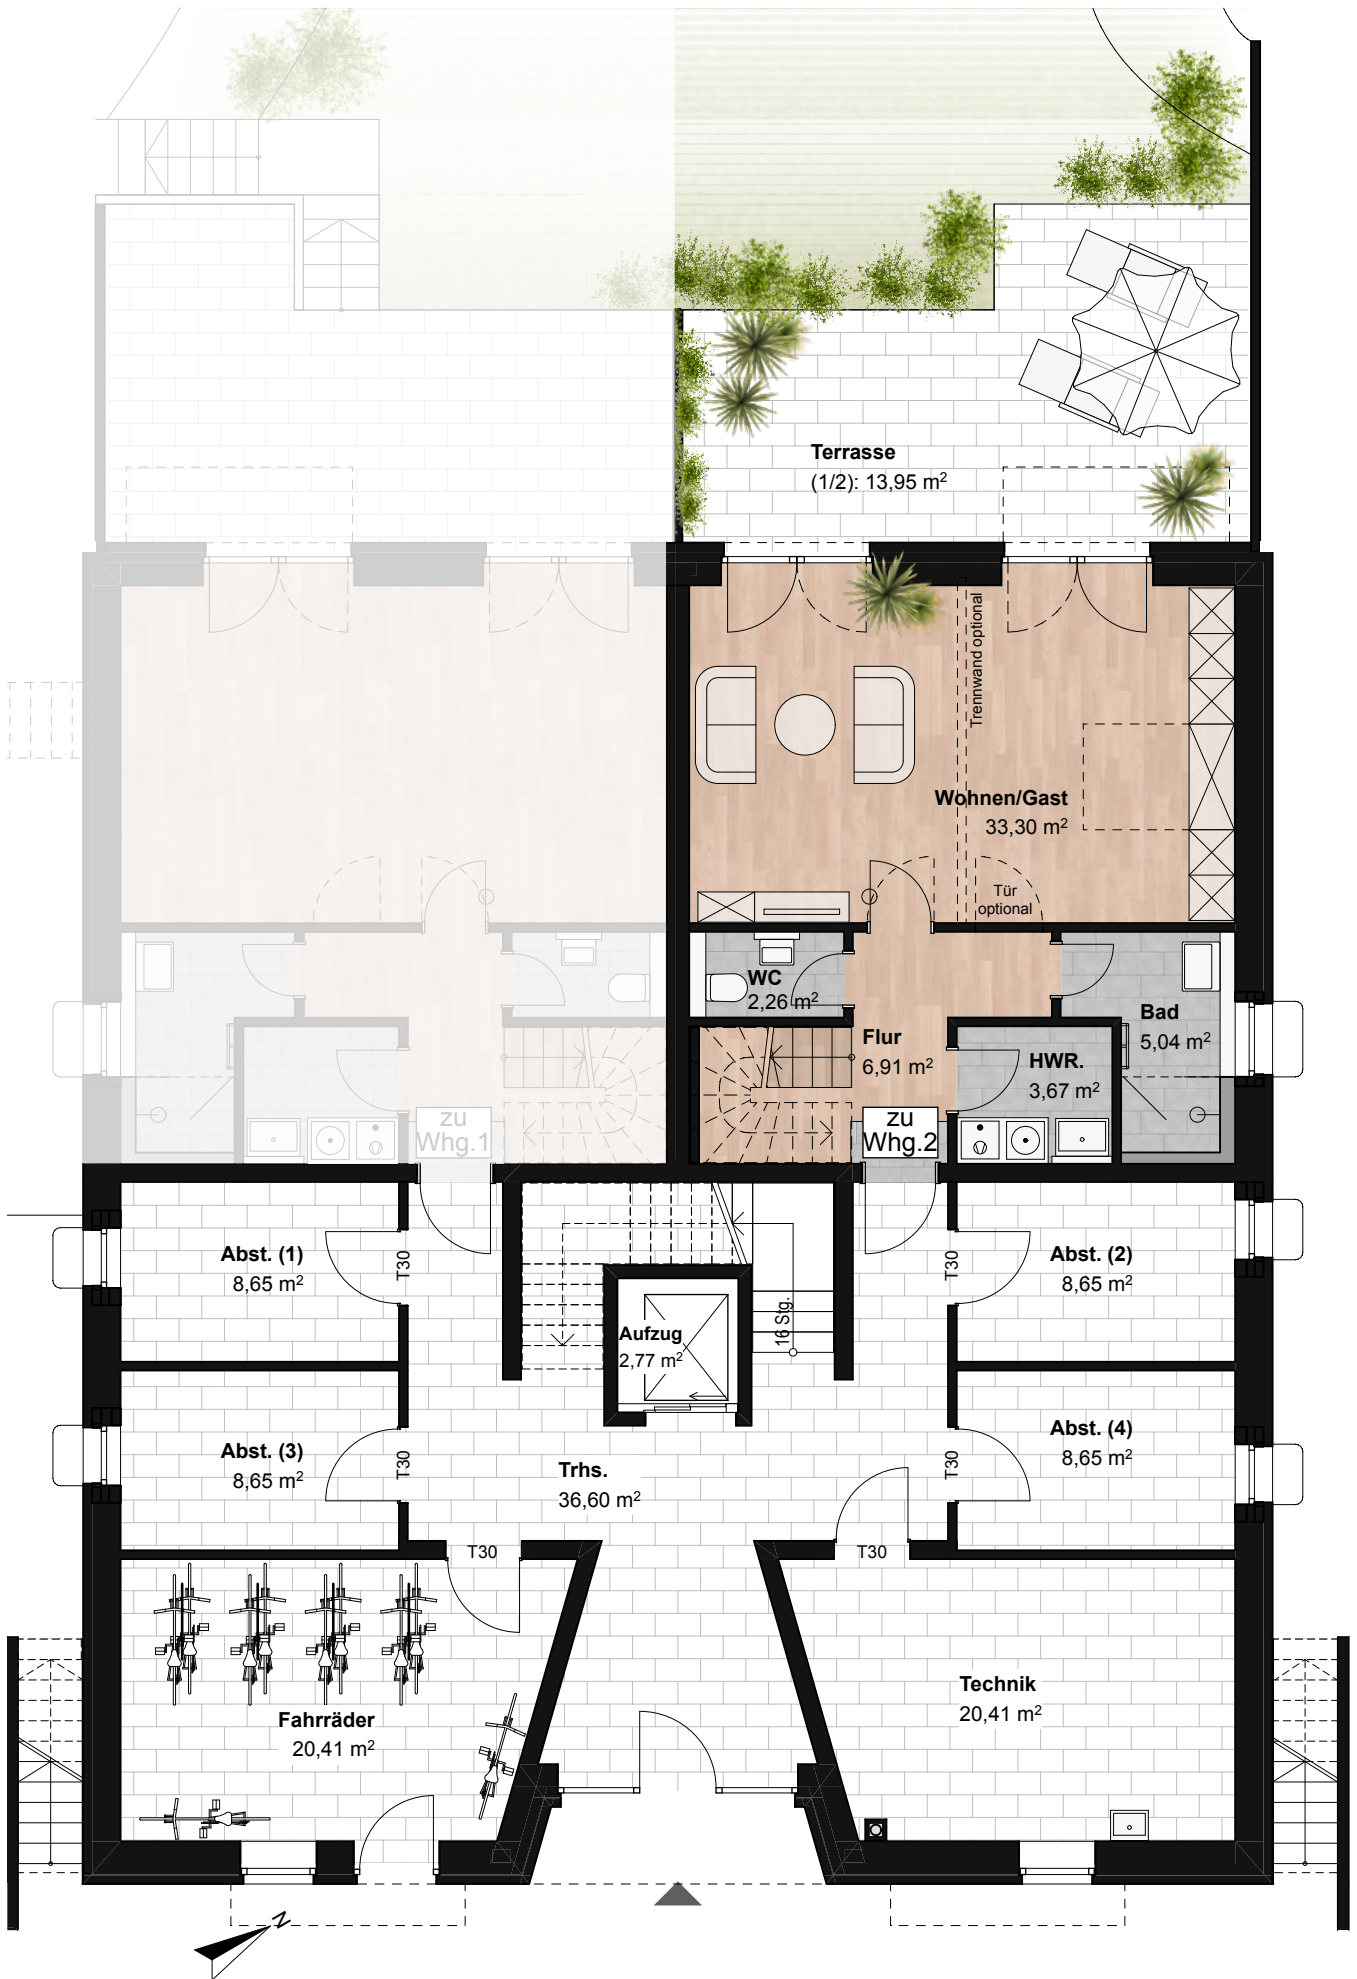 Terrasse
(1/2): 13,95 m²
Trennwand optional
Wohnen/Gast
33,30 m²
Tür
optional
WC
2,26 m²
Bad
5,04 m²
Flur
6,91 m²
HWR.
3,67 m²
zu
Whg.1
zu
Whg.2
Abst. (1)
8,65 m²
T30
T30
Abst. (2)
8,65 m²
16 Stg.
Aufzug
2,77 m²
Abst. (3)
8,65 m²
T30
Trhs.
36,60 m²
T30
Abst. (4)
8,65 m²
T30
T30
Fahrräder
20,41 m²
Technik
20,41 m²
N